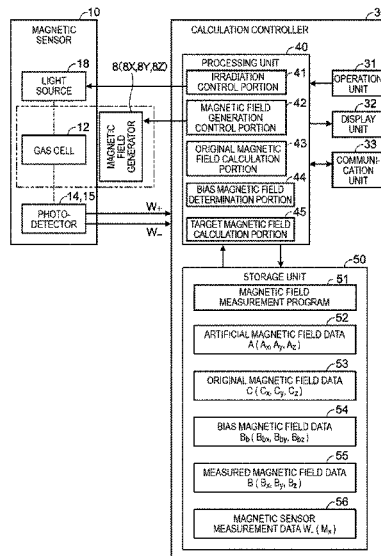 10
MAGNETIC
SENSOR
18
LIGHT
SOURCE
8(8X,8Y,8Z)
12
GAS CELL
MAGNETIC
FIELD
GENERATOR
14,15
PHOTO-
DETECTOR
W+
W−
CALCULATION CONTROLLER
40
PROCESSING UNIT
41
IRRADIATION
CONTROL PORTION
42
MAGNETIC FIELD
GENERATION
CONTROL PORTION
43
ORIGINAL MAGNETIC
FIELD CALCULATION
PORTION
44
BIAS MAGNETIC FIELD
DETERMINATION
PORTION
45
TARGET MAGNETIC FIELD
CALCULATION PORTION
31
OPERATION
UNIT
32
DISPLAY
UNIT
33
COMMUNI-
CATION
UNIT
50
STORAGE UNIT
51
MAGNETIC FIELD
MEASUREMENT PROGRAM
52
ARTIFICIAL MAGNETIC FIELD DATA
A ( Ax, Ay, Az )
53
ORIGINAL MAGNETIC FIELD DATA
C ( Cx, Cy, Cz )
54
BIAS MAGNETIC FIELD DATA
Bb ( Bbx, Bby, Bbz )
55
MEASURED MAGNETIC FIELD DATA
B ( Bx, By, Bz )
56
MAGNETIC SENSOR
MEASUREMENT DATA W− ( Mx )